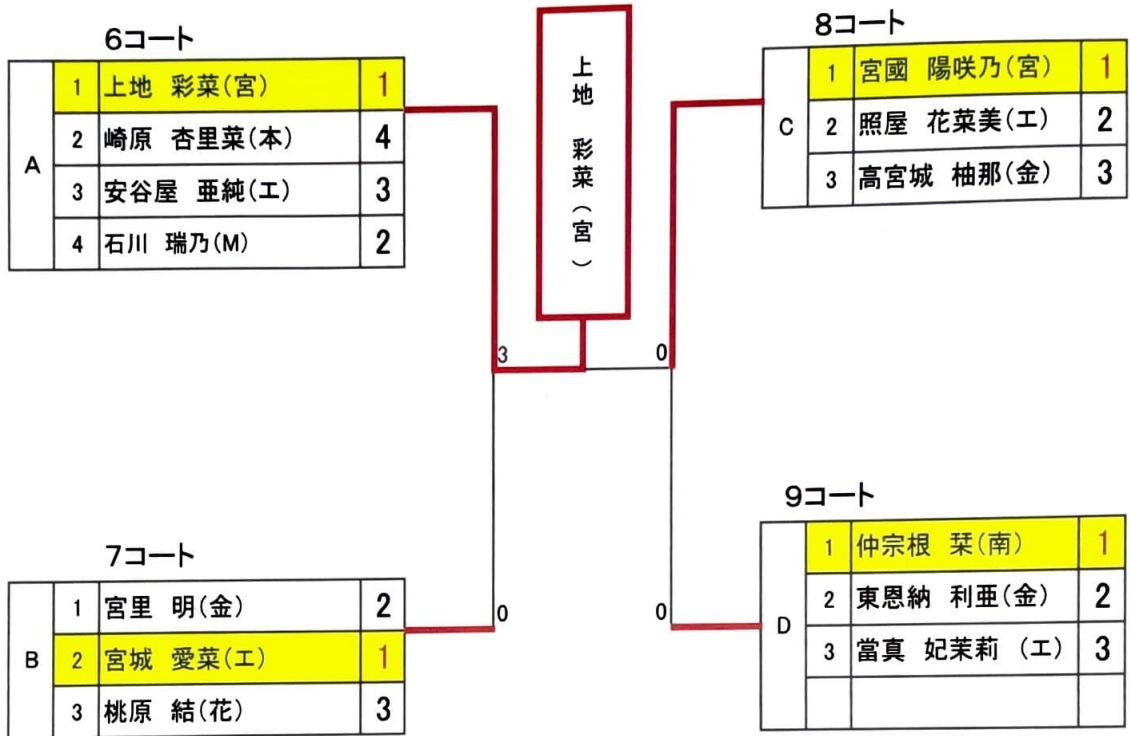 6コート
A
1 上地 彩菜(宮) 1
2 崎原 杏里菜(本) 4
3 安谷屋 亜純(エ) 3
4 石川 瑞乃(M) 2
上地 彩菜(宮)
8コート
C
1 宮國 陽咲乃(宮) 1
2 照屋 花菜美(エ) 2
3 高宮城 柚那(金) 3
3
0
7コート
B
1 宮里 明(金) 2
2 宮城 愛菜(エ) 1
3 桃原 結(花) 3
0
0
9コート
D
1 仲宗根 栞(南) 1
2 東恩納 利亜(金) 2
3 當真 妃茉莉 (エ) 3